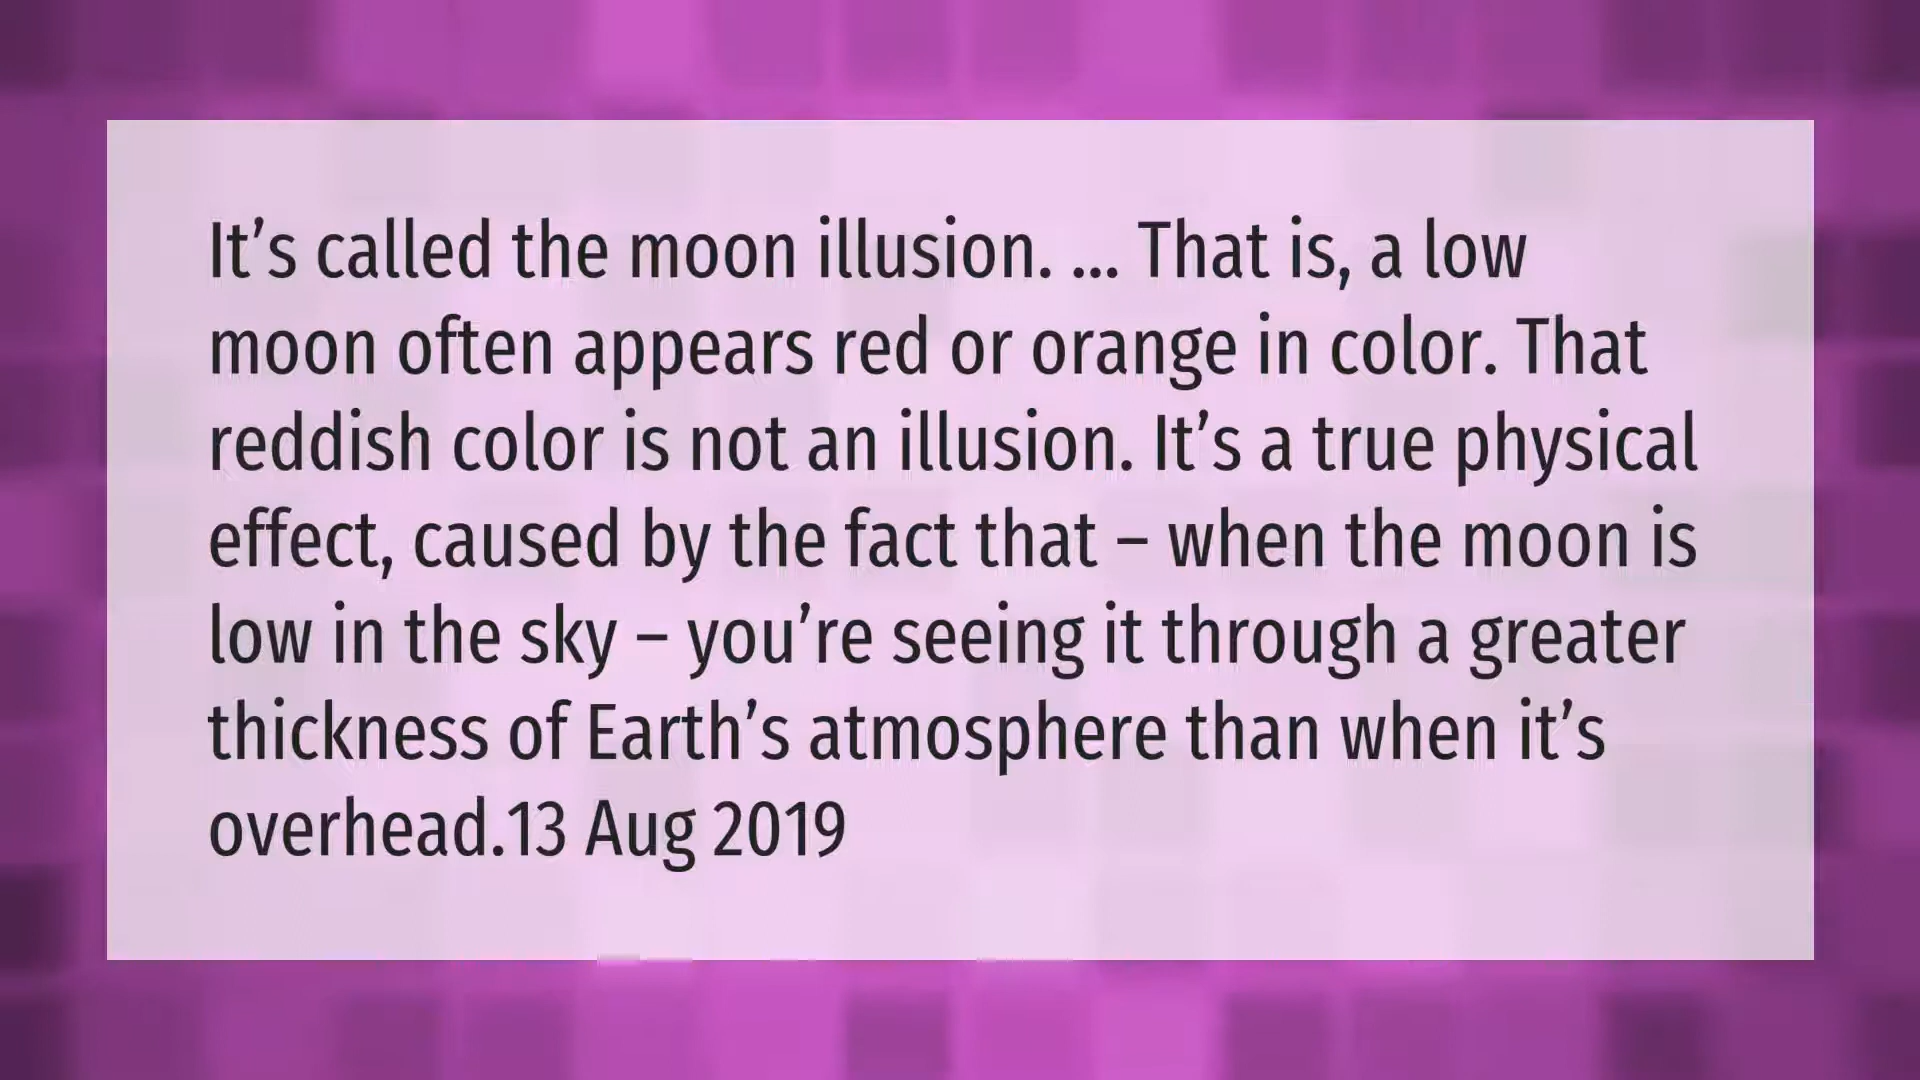 It’s called the moon illusion. ... That is, a low
moon often appears red or orange in color. That
reddish color is not an illusion. It’s a true physical
effect, caused by the fact that – when the moon is
low in the sky – you’re seeing it through a greater
thickness of Earth’s atmosphere than when it’s
overhead.13 Aug 2019